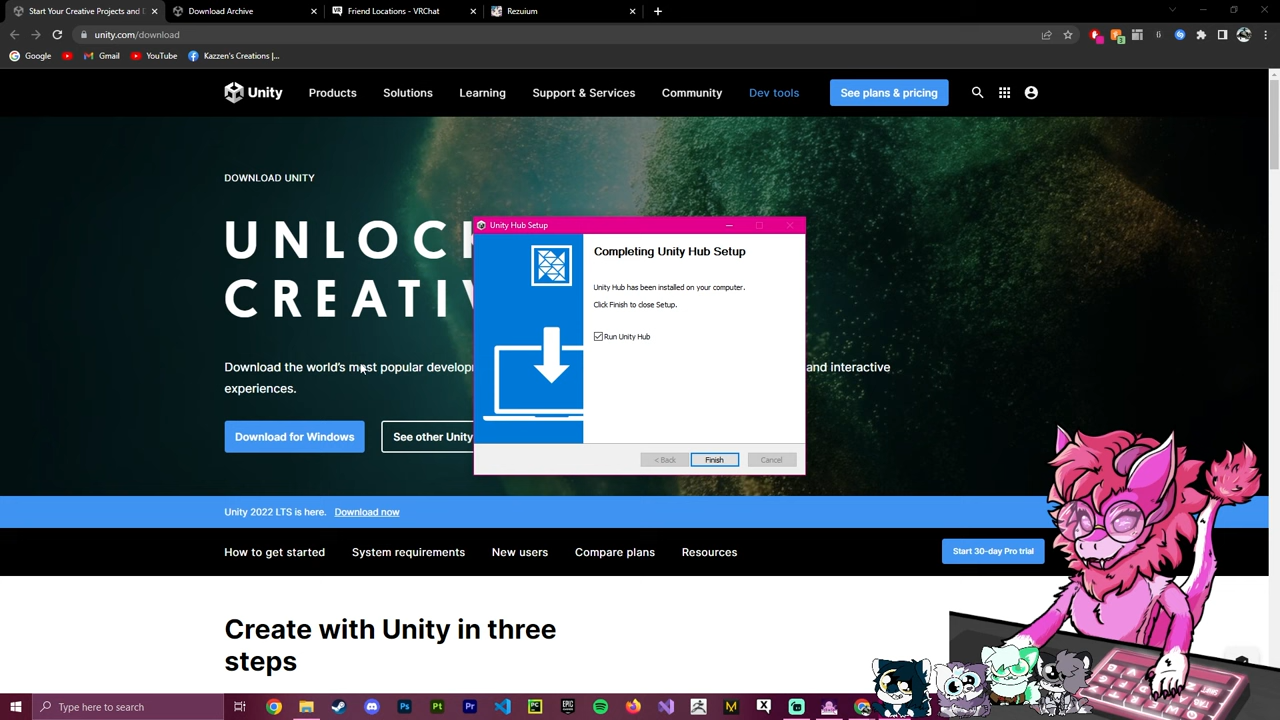 Start Your Creative Projects and D
Download Archive
Friend Locations - VRChat
Rezuium
unity.com/download
Google
Gmail
YouTube
Kazzen's Creations |...
Unity
Products
Solutions
Learning
Support & Services
Community
Dev tools
See plans & pricing
DOWNLOAD UNITY
UNLOCK
CREATIV
Download the world's most popular develop
and interactive
experiences.
Download for Windows
See other Unity
Unity Hub Setup
Completing Unity Hub Setup
Unity Hub has been installed on your computer.
Click Finish to close Setup.
Run Unity Hub
< Back
Finish
Cancel
Unity 2022 LTS is here. Download now
How to get started
System requirements
New users
Compare plans
Resources
Start 30-day Pro trial
Create with Unity in three
steps
Type here to search